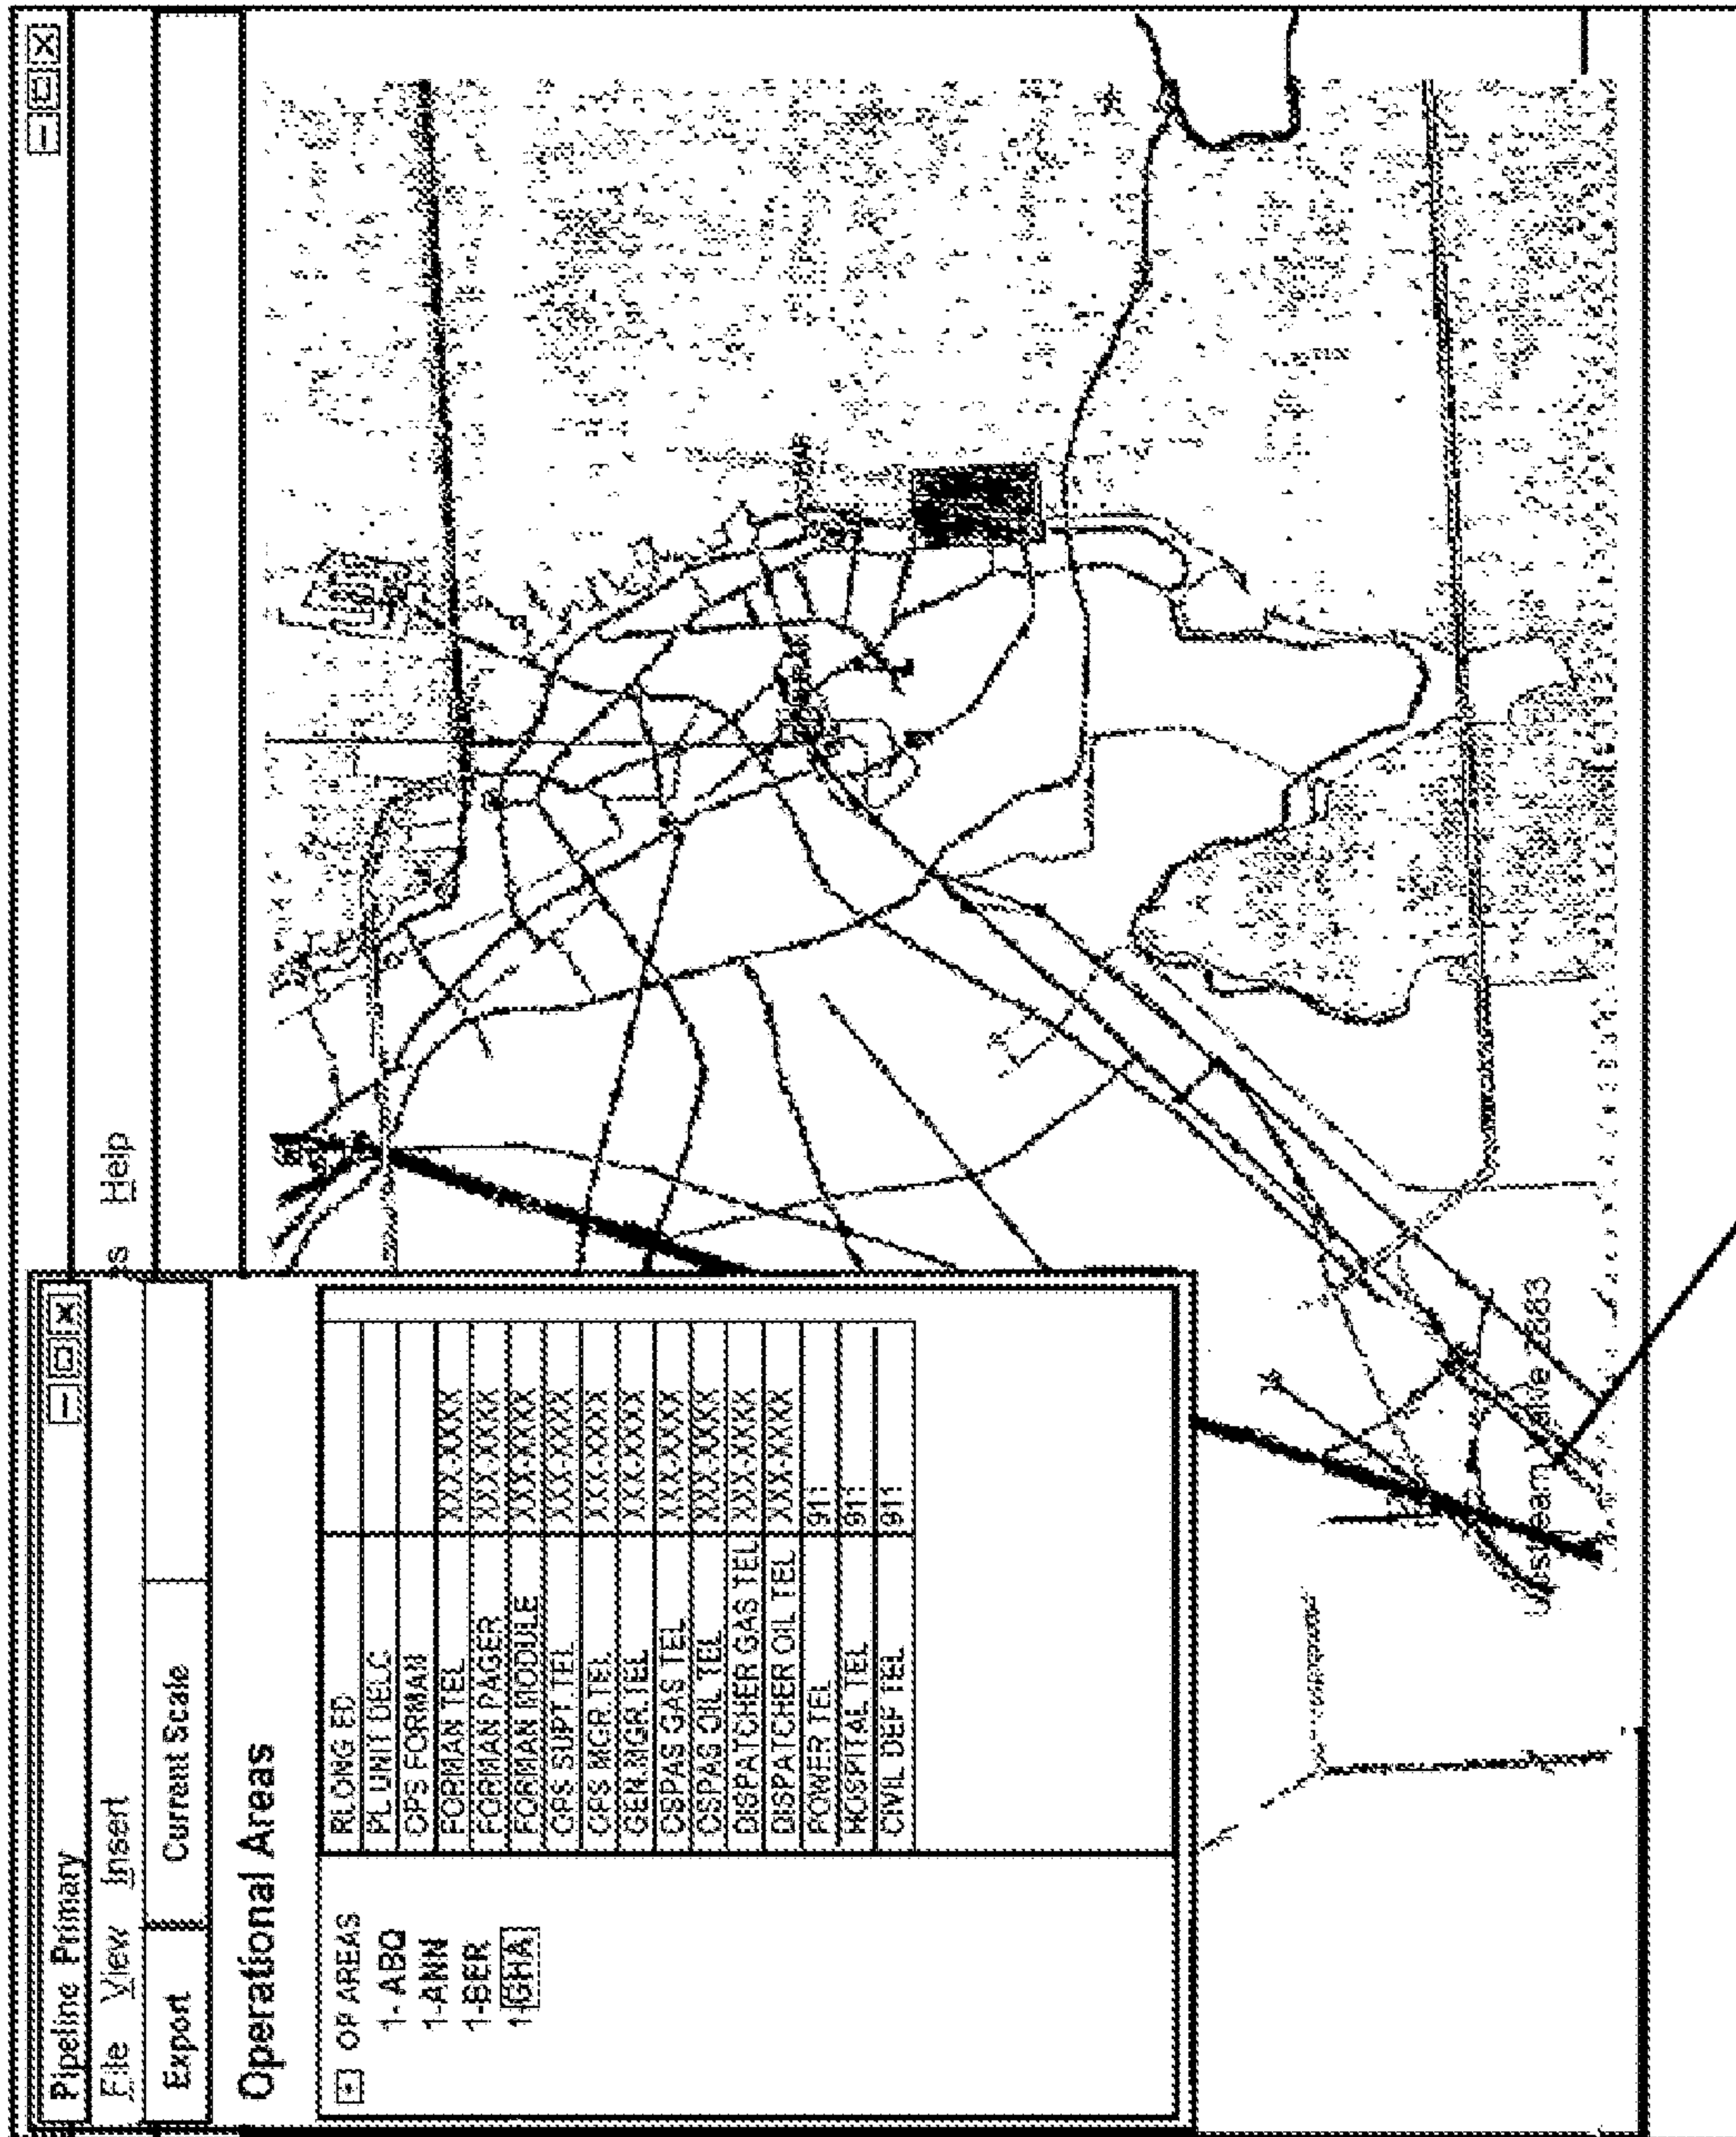 Pipeline Primary
File View Insert
es Help
Export Current Scale
Operational Areas
OP AREAS
1- ABQ
1-ANN
1-BER
1 GHA
RLONG ED
PL UNIT DELC
OPS FORMAN
FORMAN TEL XXX-XXXX
FORMAN PAGER XXX-XXXX
FORMAN MODULE XXX-XXXX
OPS SUPT.TEL XXX-XXXX
OPS MGR.TEL XXX-XXXX
GEN.MGR.TEL XXX-XXXX
OSPAS GAS TEL XXX-XXXX
OSPAS OIL TEL XXX-XXXX
DISPATCHER GAS TEL XXX-XXXX
DISPATCHER OIL TEL XXX-XXXX
POWER TEL 911
HOSPITAL TEL 911
CIVIL DEF TEL 911